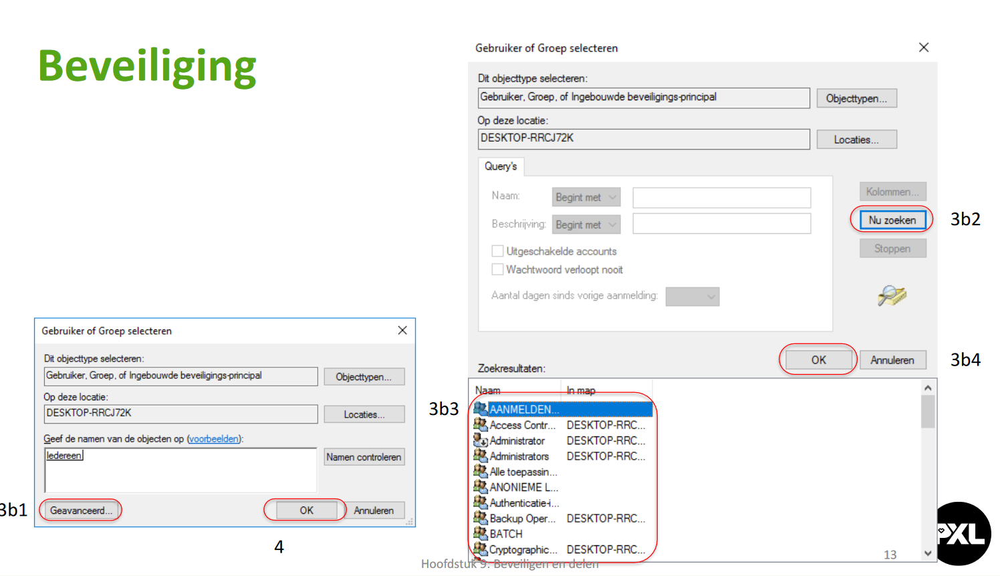 Beveiliging
Gebruiker of Groep selecteren
Dit objecttype selecteren:
Gebruiker, Groep, of Ingebouwde beveiligings-principal
Objecttypen...
Op deze locatie:
DESKTOP-RRCJ72K
Locaties...
Query's
Naam:
Begint met
Beschrijving:
Begint met
Uitgeschakelde accounts
Wachtwoord verloopt nooit
Aantal dagen sinds vorige aanmelding:
Kolommen...
Nu zoeken
3b2
Stoppen
OK
Annuleren
3b4
Zoekresultaten:
Naam In map
3b3
AANMELDEN...
Access Contr... DESKTOP-RRC...
Administrator DESKTOP-RRC...
Administrators DESKTOP-RRC...
Alle toepassin...
ANONIEME L...
Authenticatie-i...
Backup Oper... DESKTOP-RRC...
BATCH
Cryptographic... DESKTOP-RRC...
Gebruiker of Groep selecteren
Dit objecttype selecteren:
Gebruiker, Groep, of Ingebouwde beveiligings-principal
Objecttypen...
Op deze locatie:
DESKTOP-RRCJ72K
Locaties...
Geef de namen van de objecten op (voorbeelden):
Iedereen
Namen controleren
3b1
Geavanceerd...
OK
Annuleren
4
Hoofdstuk 9: Beveiligen en delen
13
PXL